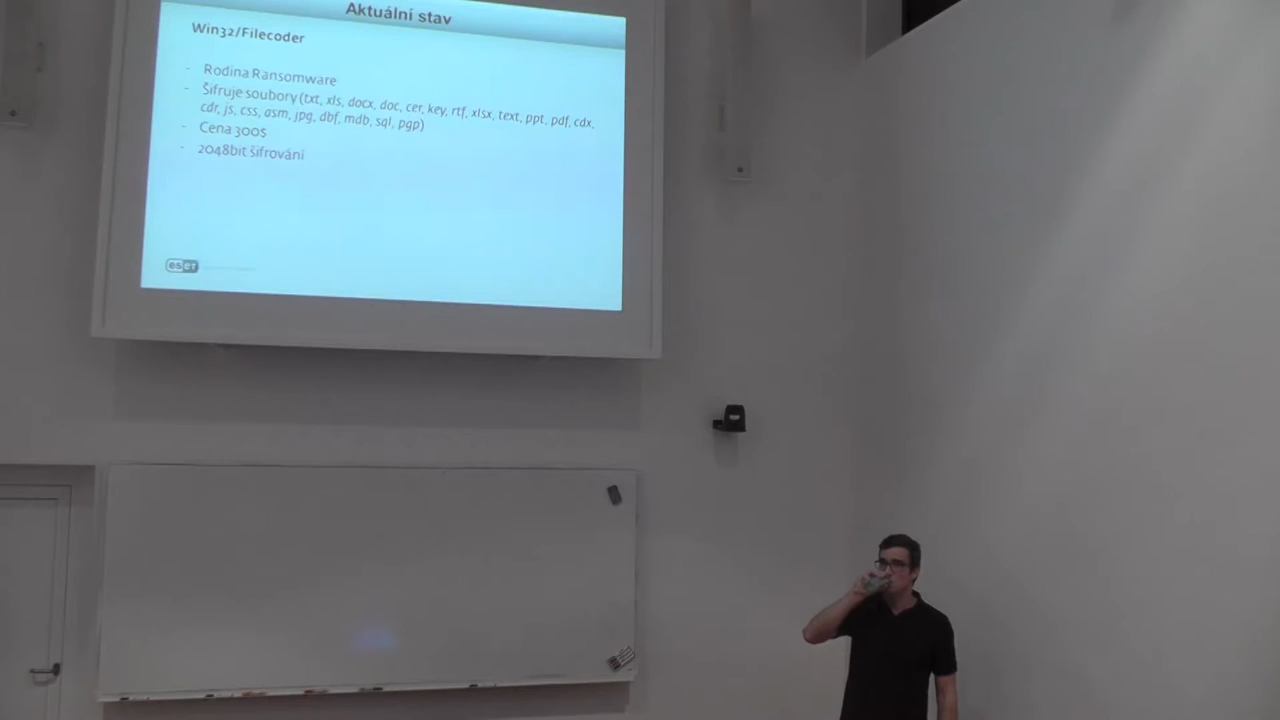 Aktuální stav
Win32/Filecoder
- Rodina Ransomware
- Šifruje soubory (txt, xls, docx, doc, cer, key, rtf, xlsx, text, ppt, pdf, cdx,
cdr, js, css, asm, jpg, dbf, mdb, sql, pgp)
- Cena 300$
- 2048bit šifrování
eset